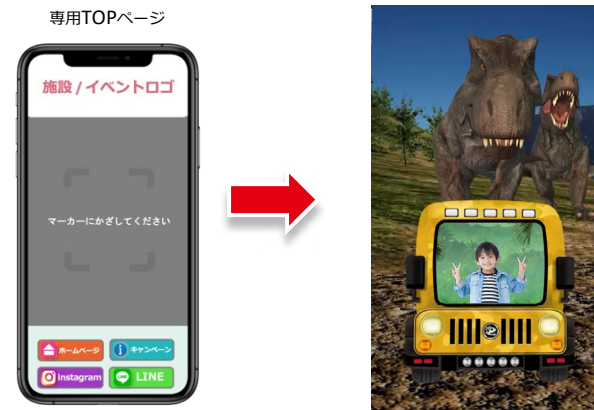 専用TOPページ
施設 / イベントロゴ
マーカーにかざしてください
ホームページ
キャンペーン
Instagram
LINE